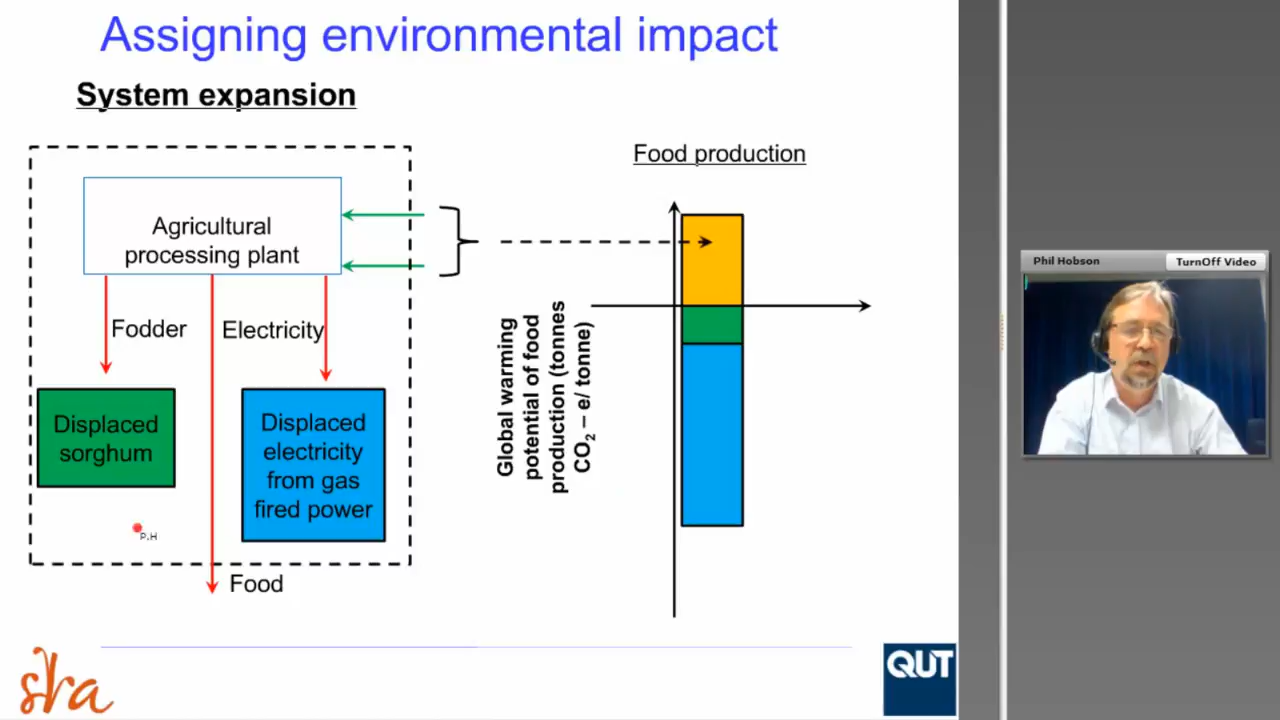 Assigning environmental impact
System expansion
Food production
Agricultural
processing plant
Fodder
Electricity
Displaced
sorghum
Displaced
electricity
from gas
fired power
Food
P.H
Global warming
potential of food
production (tonnes
CO₂ – e/ tonne)
Phil Hobson
TurnOff Video
sra
QUT